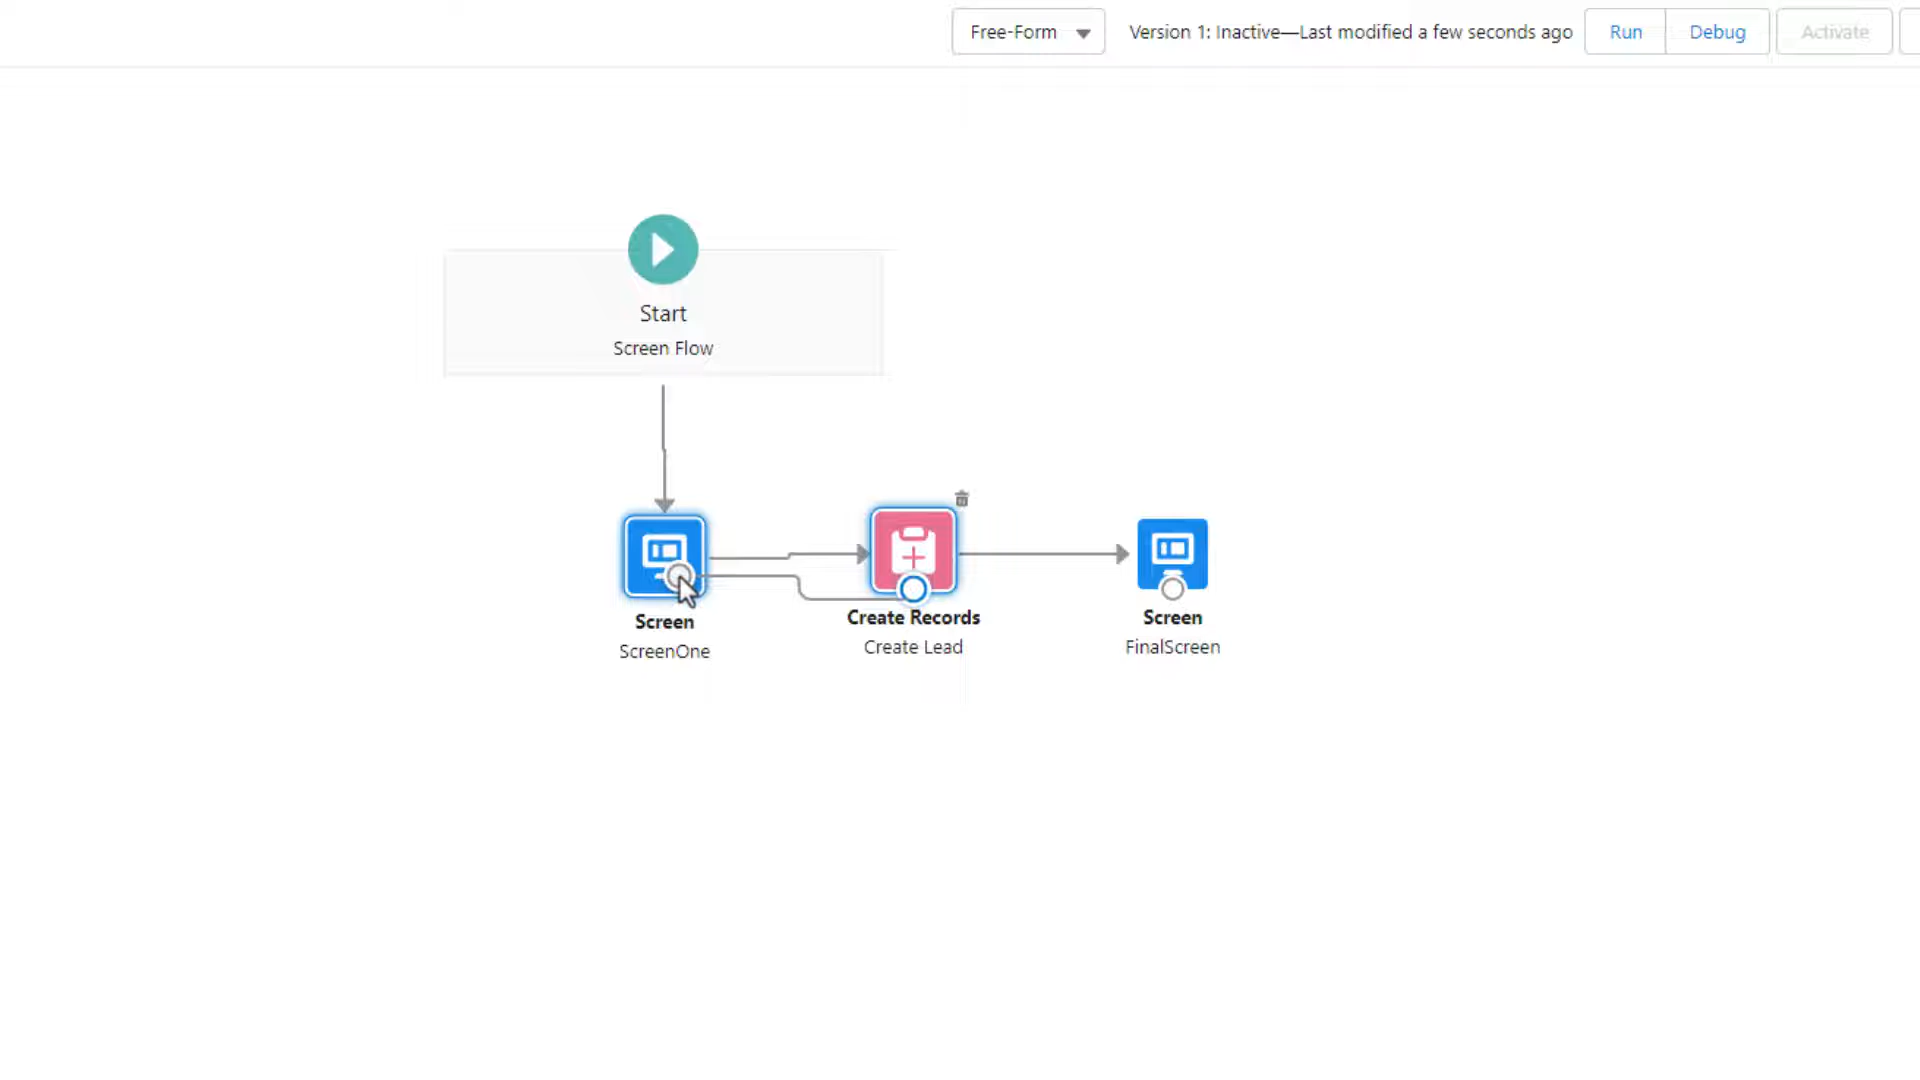 Free-Form
Version 1: Inactive—Last modified a few seconds ago
Run
Debug
Activate
Start
Screen Flow
Screen
ScreenOne
Create Records
Create Lead
Screen
FinalScreen